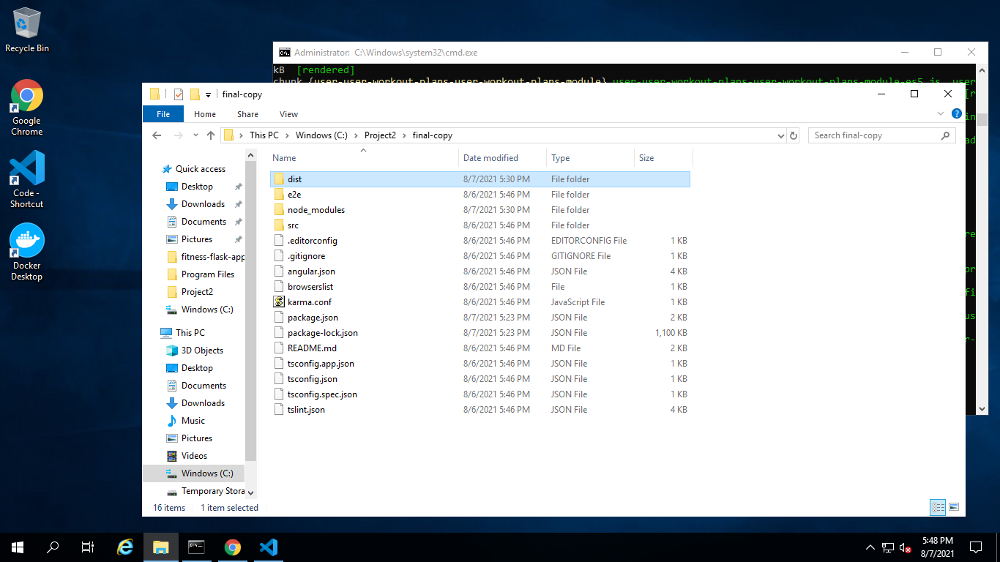 Recycle Bin
Google
Chrome
Code -
Shortcut
Docker
Desktop
Administrator: C:\Windows\system32\cmd.exe
kB [rendered]
chunk {user-user-workout-plans-user-workout-plans-module} user-user-workout-plans-user-workout-plans-module-es5.js, user
final-copy
File Home Share View
This PC > Windows (C:) > Project2 > final-copy
Search final-copy
Quick access
Desktop
Downloads
Documents
Pictures
fitness-flask-app
Program Files
Project2
Windows (C:)
This PC
3D Objects
Desktop
Documents
Downloads
Music
Pictures
Videos
Windows (C:)
Temporary Stora
Name Date modified Type Size
dist 8/7/2021 5:30 PM File folder
e2e 8/6/2021 5:46 PM File folder
node_modules 8/7/2021 5:30 PM File folder
src 8/6/2021 5:46 PM File folder
.editorconfig 8/6/2021 5:46 PM EDITORCONFIG File 1 KB
.gitignore 8/6/2021 5:46 PM GITIGNORE File 1 KB
angular.json 8/6/2021 5:46 PM JSON File 4 KB
browserslist 8/6/2021 5:46 PM File 1 KB
karma.conf 8/6/2021 5:46 PM JavaScript File 1 KB
package.json 8/7/2021 5:23 PM JSON File 2 KB
package-lock.json 8/7/2021 5:23 PM JSON File 1,100 KB
README.md 8/6/2021 5:46 PM MD File 2 KB
tsconfig.app.json 8/6/2021 5:46 PM JSON File 1 KB
tsconfig.json 8/6/2021 5:46 PM JSON File 1 KB
tsconfig.spec.json 8/6/2021 5:46 PM JSON File 1 KB
tslint.json 8/6/2021 5:46 PM JSON File 4 KB
[r
in
ad
re
pr
fi
us
r-
16 items 1 item selected
5:48 PM
8/7/2021